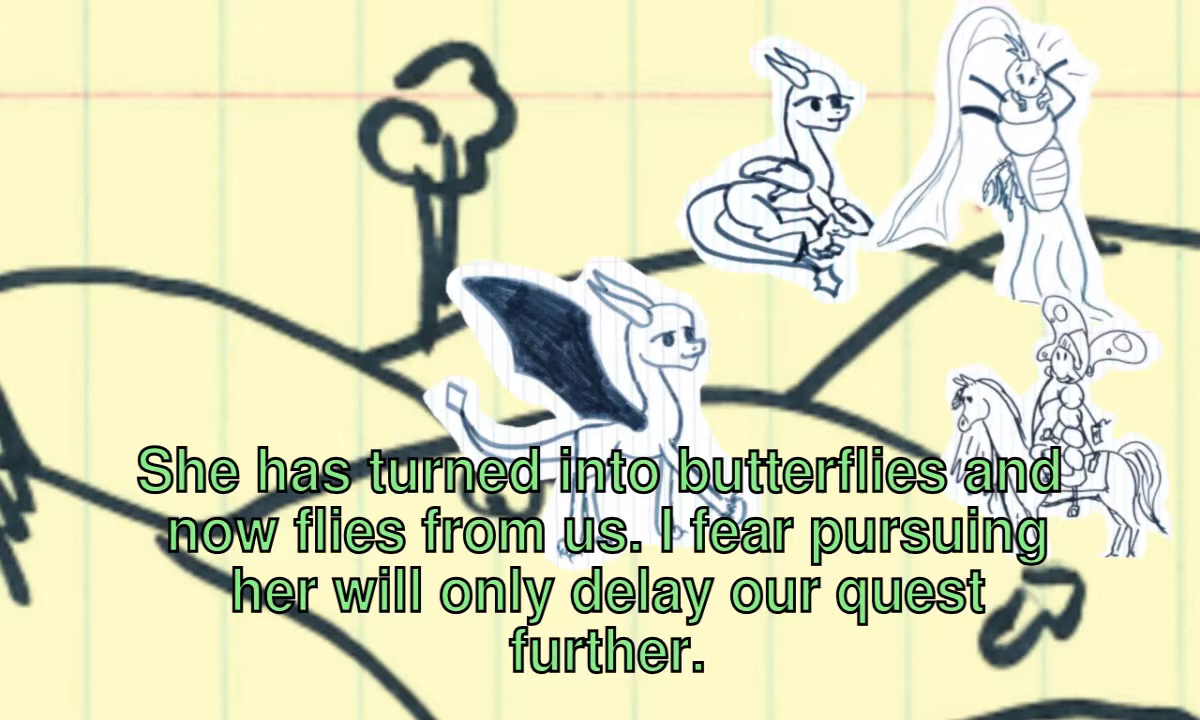 She has turned into butterflies and
now flies from us. I fear pursuing
her will only delay our quest
further.